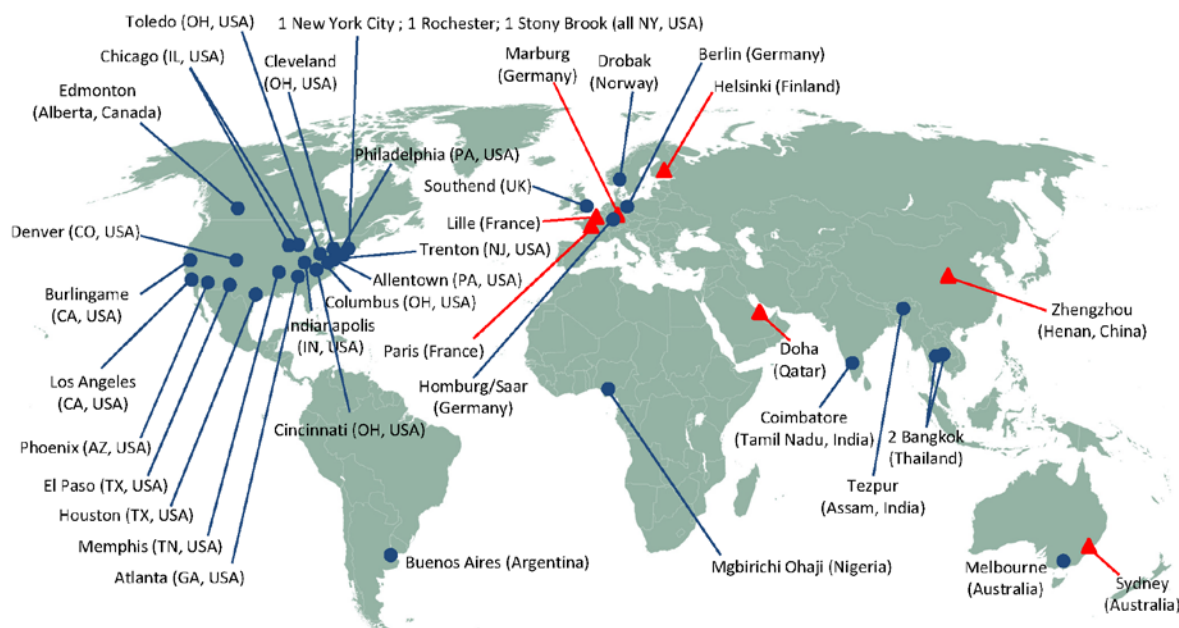 Toledo (OH, USA)
1 New York City ; 1 Rochester; 1 Stony Brook (all NY, USA)
Chicago (IL, USA)
Cleveland
(OH, USA)
Marburg
(Germany)
Drobak
(Norway)
Berlin (Germany)
Helsinki (Finland)
Edmonton
(Alberta, Canada)
Philadelphia (PA, USA)
Southend (UK)
Lille (France)
Denver (CO, USA)
Trenton (NJ, USA)
Allentown (PA, USA)
Columbus (OH, USA)
Burlingame
(CA, USA)
Indianapolis
(IN, USA)
Paris (France)
Zhengzhou
(Henan, China)
Doha
(Qatar)
Los Angeles
(CA, USA)
Homburg/Saar
(Germany)
Coimbatore
(Tamil Nadu, India)
Cincinnati (OH, USA)
2 Bangkok
(Thailand)
Phoenix (AZ, USA)
El Paso (TX, USA)
Tezpur
(Assam, India)
Houston (TX, USA)
Memphis (TN, USA)
Atlanta (GA, USA)
Buenos Aires (Argentina)
Mgbirichi Ohaji (Nigeria)
Melbourne
(Australia)
Sydney
(Australia)